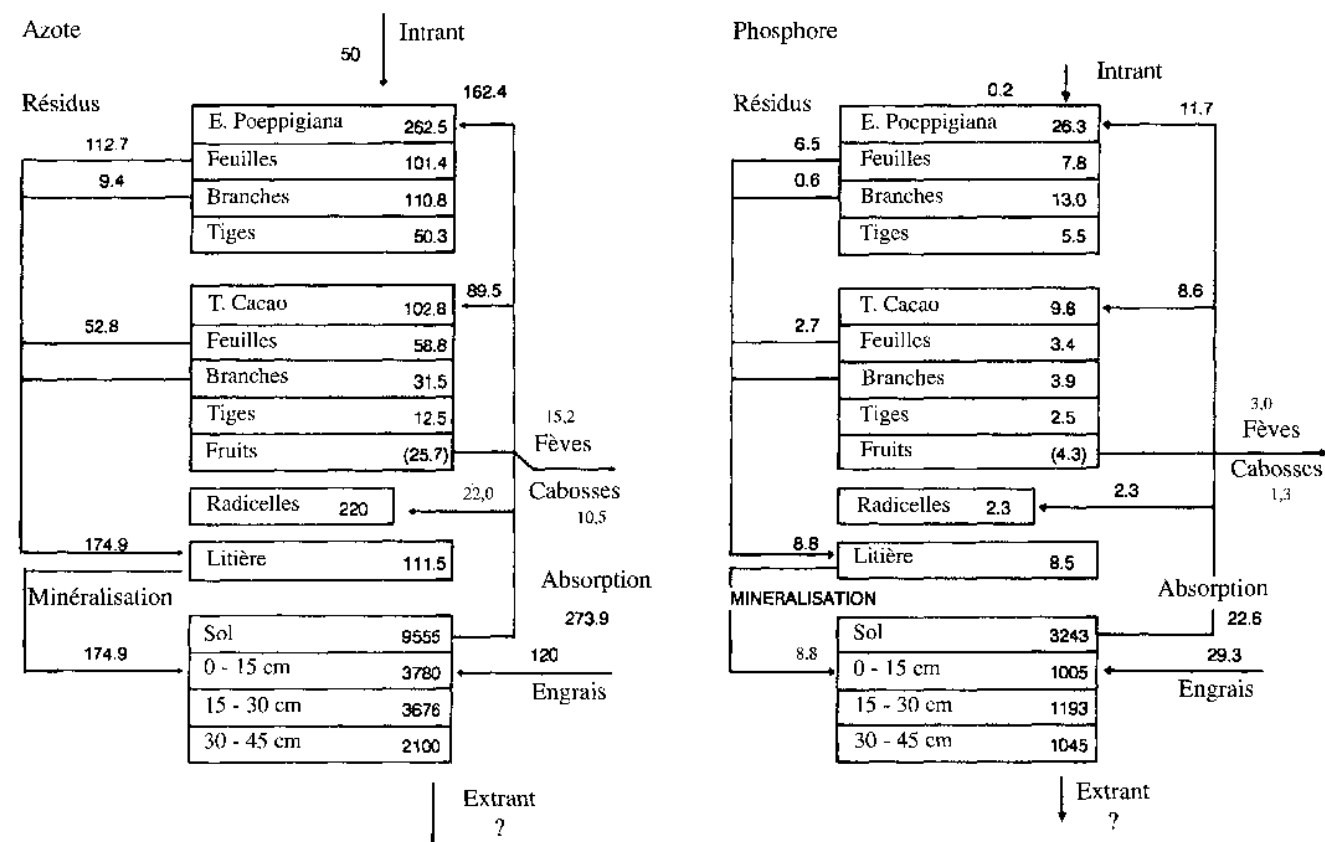 Azote
Intrant
50
162.4
Résidus
E. Poeppigiana 262.5
112.7
Feuilles 101.4
9.4
Branches 110.8
Tiges 50.3
89.5
T. Cacao 102.8
52.8
Feuilles 58.8
Branches 31.5
Tiges 12.5
15,2
Fèves
Fruits (25.7)
Cabosses
10,5
22,0
Radicelles 220
174.9
Litière 111.5
Minéralisation
Absorption
273.9
Sol 9555
174.9
120
0 - 15 cm 3780
Engrais
15 - 30 cm 3676
30 - 45 cm 2100
Extrant
?
Phosphore
Intrant
0.2
11.7
Résidus
E. Pocppigiana 26.3
6.5
Feuilles 7.8
0.6
Branches 13.0
Tiges 5.5
8.6
T. Cacao 9.8
2.7
Feuilles 3.4
Branches 3.9
Tiges 2.5
3,0
Fèves
Fruits (4.3)
Cabosses
1,3
2.3
Radicelles 2.3
8.8
Litière 8.5
MINERALISATION
Absorption
22.6
Sol 3243
8.8
29.3
0 - 15 cm 1005
Engrais
15 - 30 cm 1193
30 - 45 cm 1045
Extrant
?